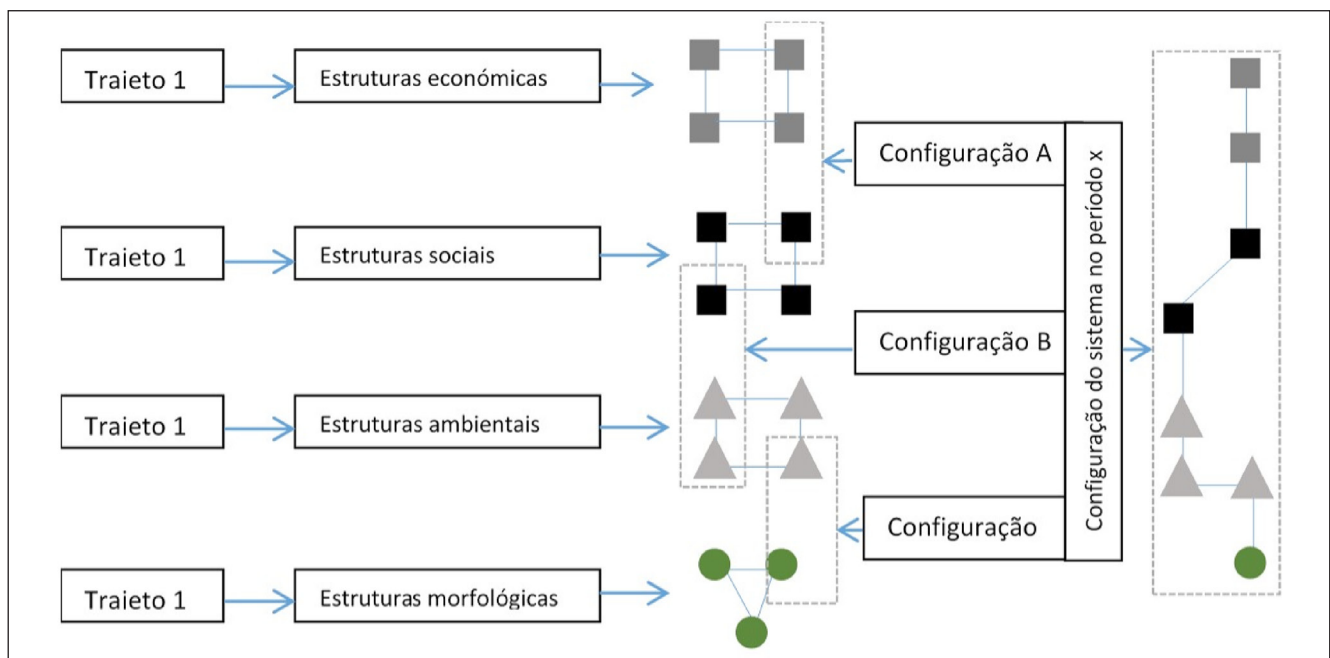 Traieto 1
Estruturas económicas
Configuração A
Traieto 1
Estruturas sociais
Configuração B
Configuração do sistema no período x
Traieto 1
Estruturas ambientais
Configuração
Traieto 1
Estruturas morfológicas